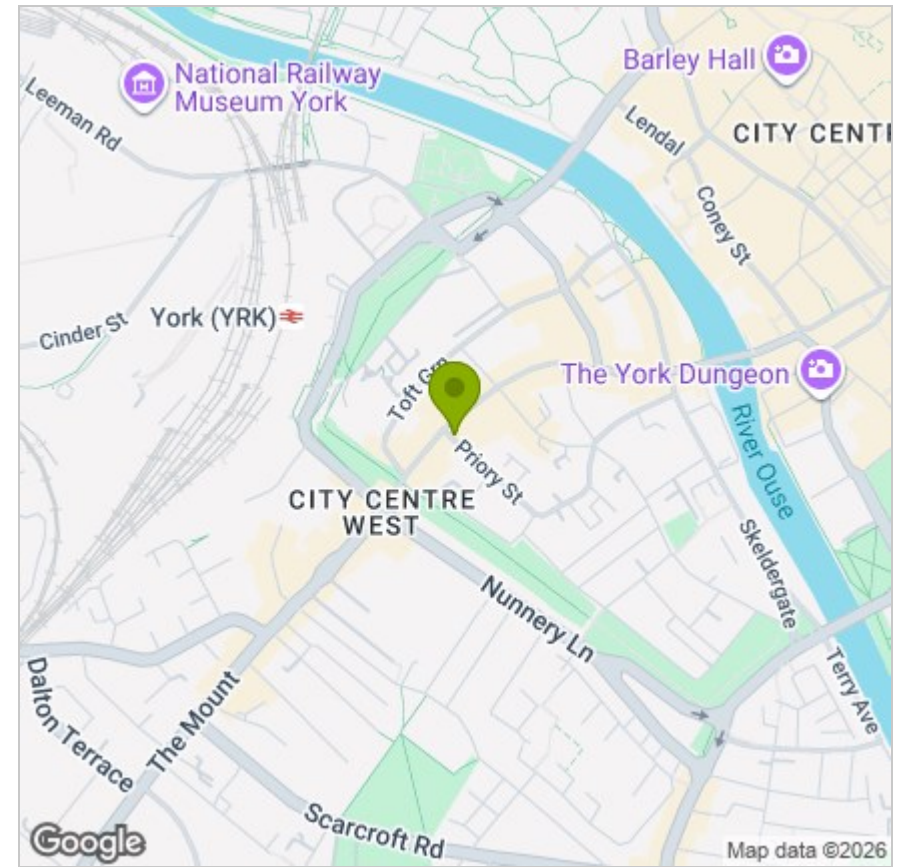 National Railway
Museum York
Barley Hall
Leeman Rd
Lendal
CITY CENT
Coney St
York (YRK)
Cinder St
Toft Grn
The York Dungeon
River Ouse
Priory St
CITY CENTRE
WEST
Skeldergate
Nunnery Ln
Terry Ave
Dalton Terrace
The Mount
Scarcroft Rd
Google
Map data ©2026